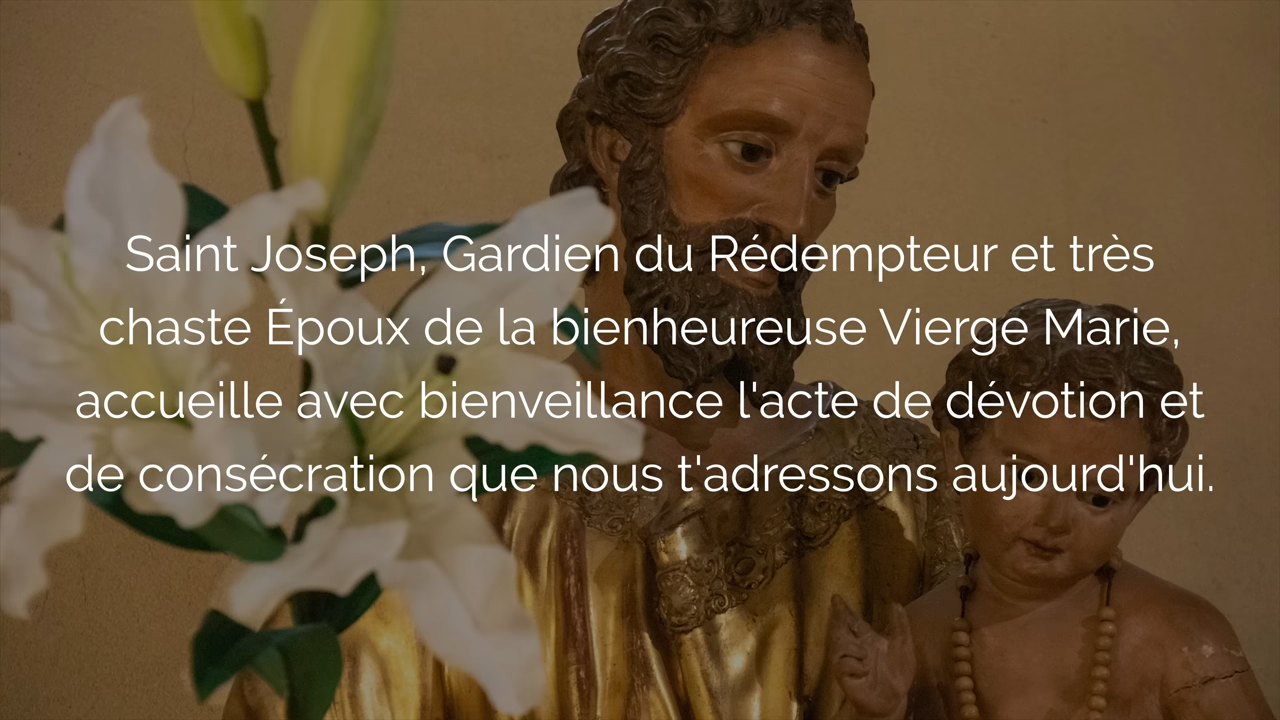 Saint Joseph, Gardien du Rédempteur et très
chaste Époux de la bienheureuse Vierge Marie,
accueille avec bienveillance l'acte de dévotion et
de consécration que nous t'adressons aujourd'hui.